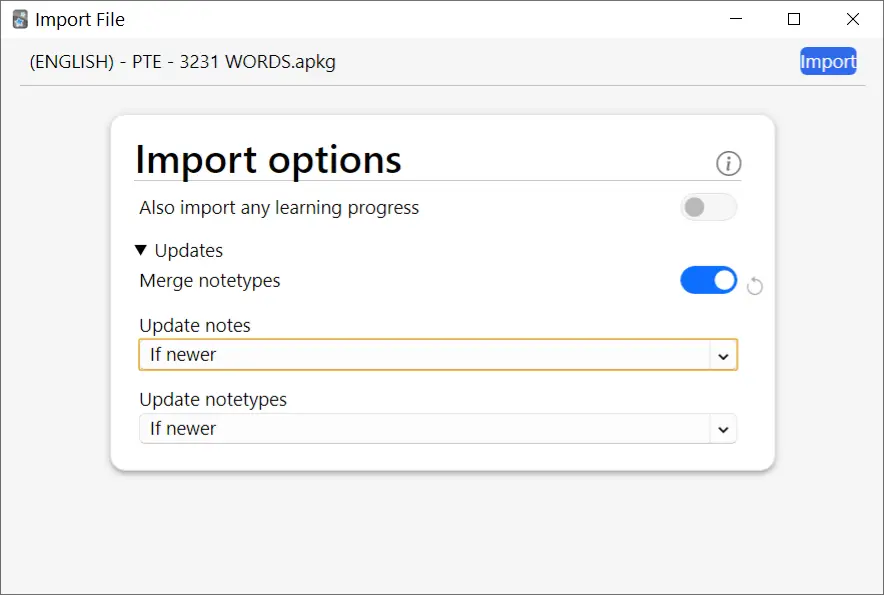 Import File
(ENGLISH) - PTE - 3231 WORDS.apkg
Import
Import options
Also import any learning progress
Updates
Merge notetypes
Update notes
If newer
Update notetypes
If newer